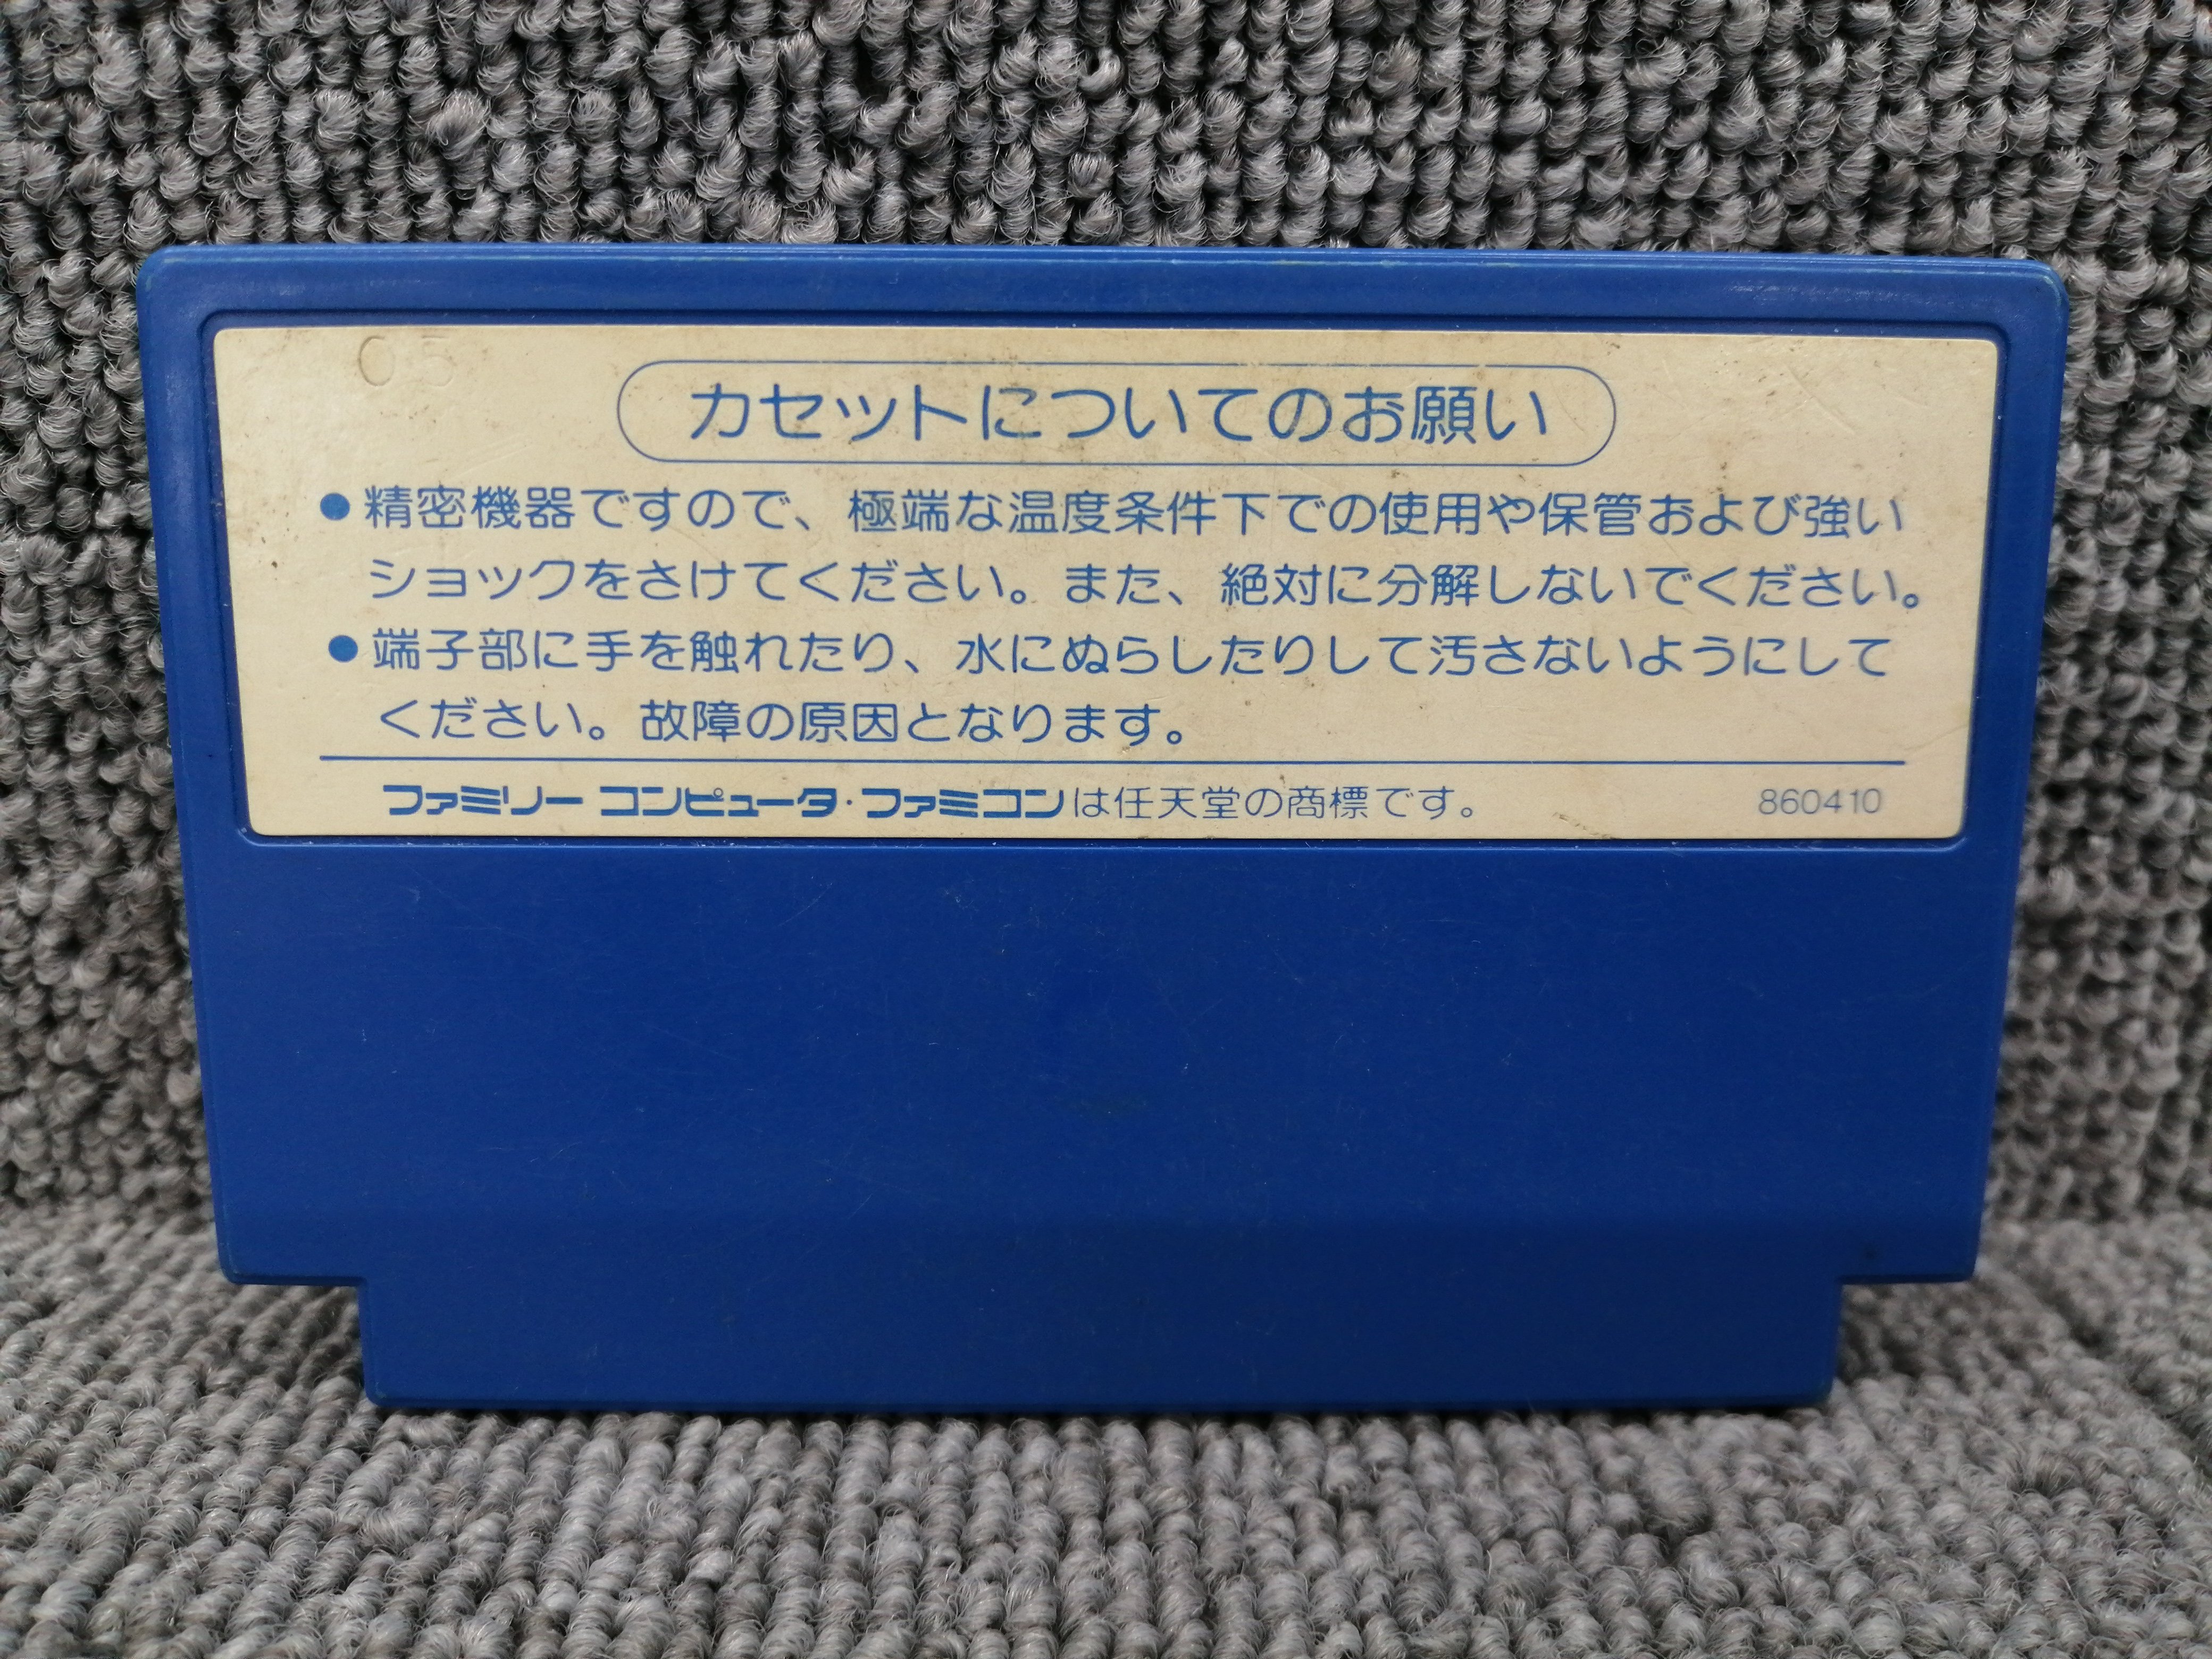 05
カセットについてのお願い
●精密機器ですので、極端な温度条件下での使用や保管および強い
ショックをさけてください。また、絶対に分解しないでください。
●端子部に手を触れたり、水にぬらしたりして汚さないようにして
ください。故障の原因となります。
ファミリー コンピュータ・ファミコンは任天堂の商標です。 860410